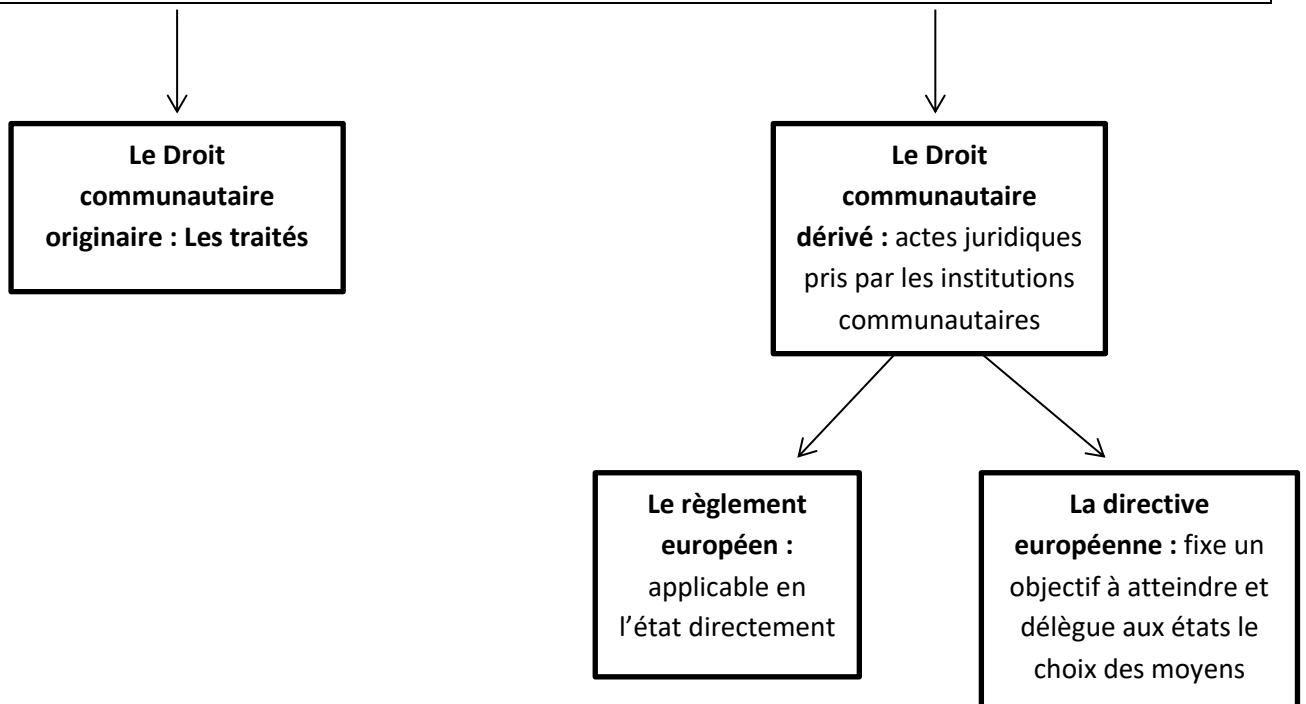 Le Droit
communautaire
originaire : Les traités
Le Droit
communautaire
dérivé : actes juridiques
pris par les institutions
communautaires
Le règlement
européen :
applicable en
l’état directement
La directive
européenne : fixe un
objectif à atteindre et
délègue aux états le
choix des moyens